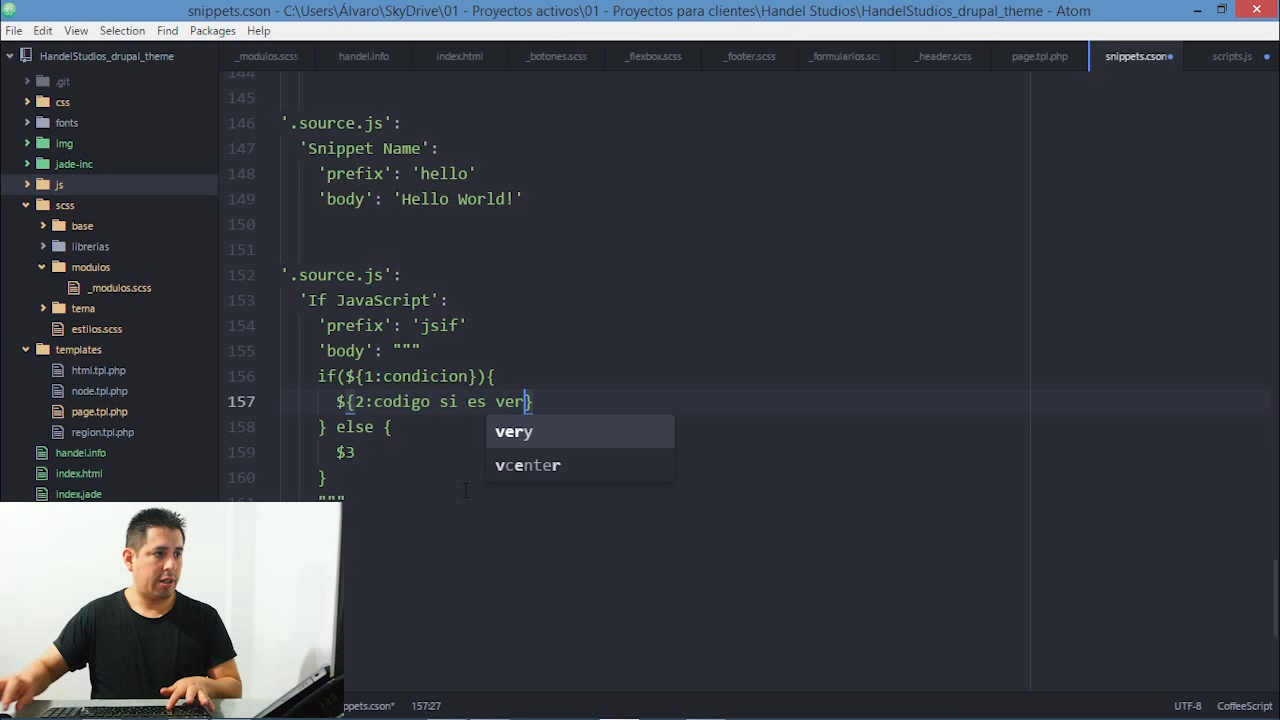 snippets.cson - C:\Users\Álvaro\SkyDrive\01 - Proyectos activos\01 - Proyectos para clientes\Handel Studios\HandelStudios_drupal_theme - Atom
File Edit View Selection Find Packages Help
HandelStudios_drupal_theme
.git
css
fonts
img
jade-inc
js
scss
base
librerias
modulos
_modulos.scss
tema
estilos.scss
templates
html.tpl.php
node.tpl.php
page.tpl.php
region.tpl.php
handel.info
index.html
index.jade
_modulos.scss handel.info index.html _botones.scss _flexbox.scss _footer.scss _formularios.scs _header.scss page.tpl.php snippets.cson scripts.js
144
145
146 '.source.js':
147 'Snippet Name':
148 'prefix': 'hello'
149 'body': 'Hello World!'
150
151
152 '.source.js':
153 'If JavaScript':
154 'prefix': 'jsif'
155 'body': """
156 if(${1:condicion}){
157 ${2:codigo si es ver}
158 } else {
159 $3
160 }
161 """
very
vcenter
ppets.cson* 157:27 UTF-8 CoffeeScript